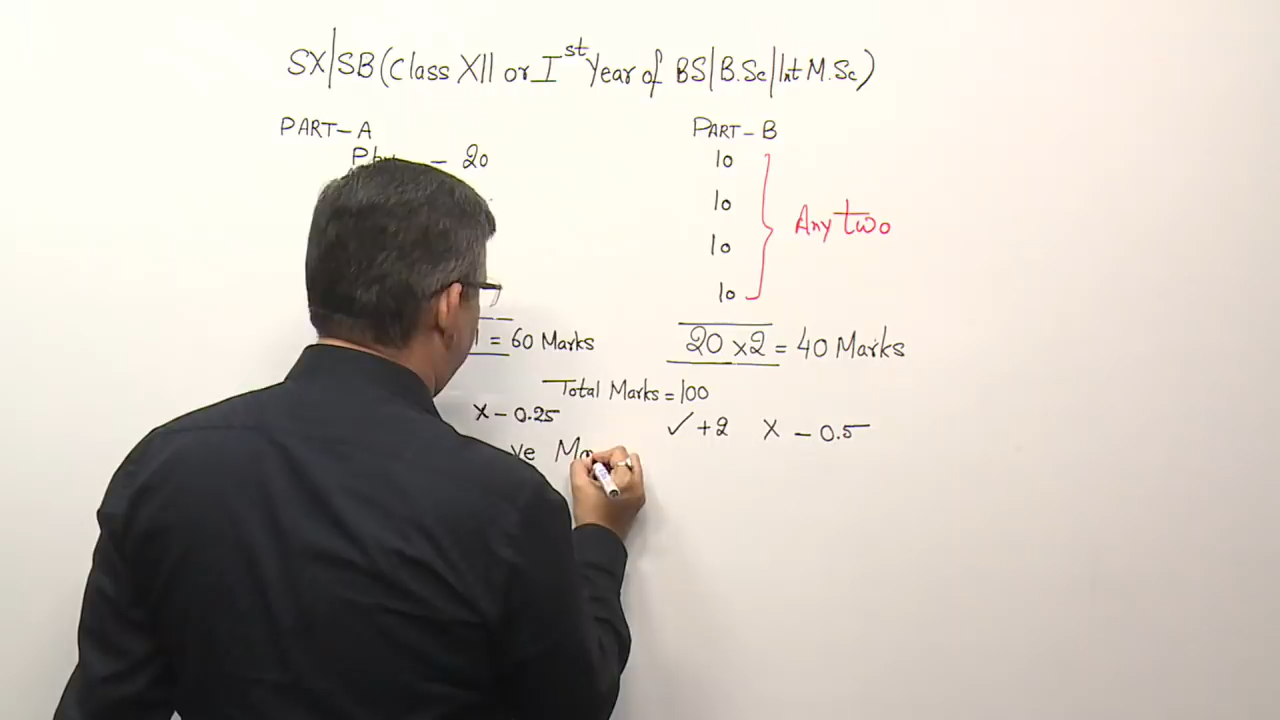 SX|SB (Class XII or Ist Year of BS|B.Sc|Int M.Sc)
PART-A
- 20
= 60 Marks
PART-B
10
10
10
10
Any two
20 x2 = 40 Marks
Total Marks = 100
X - 0.25
✓ +2 X - 0.5
ve